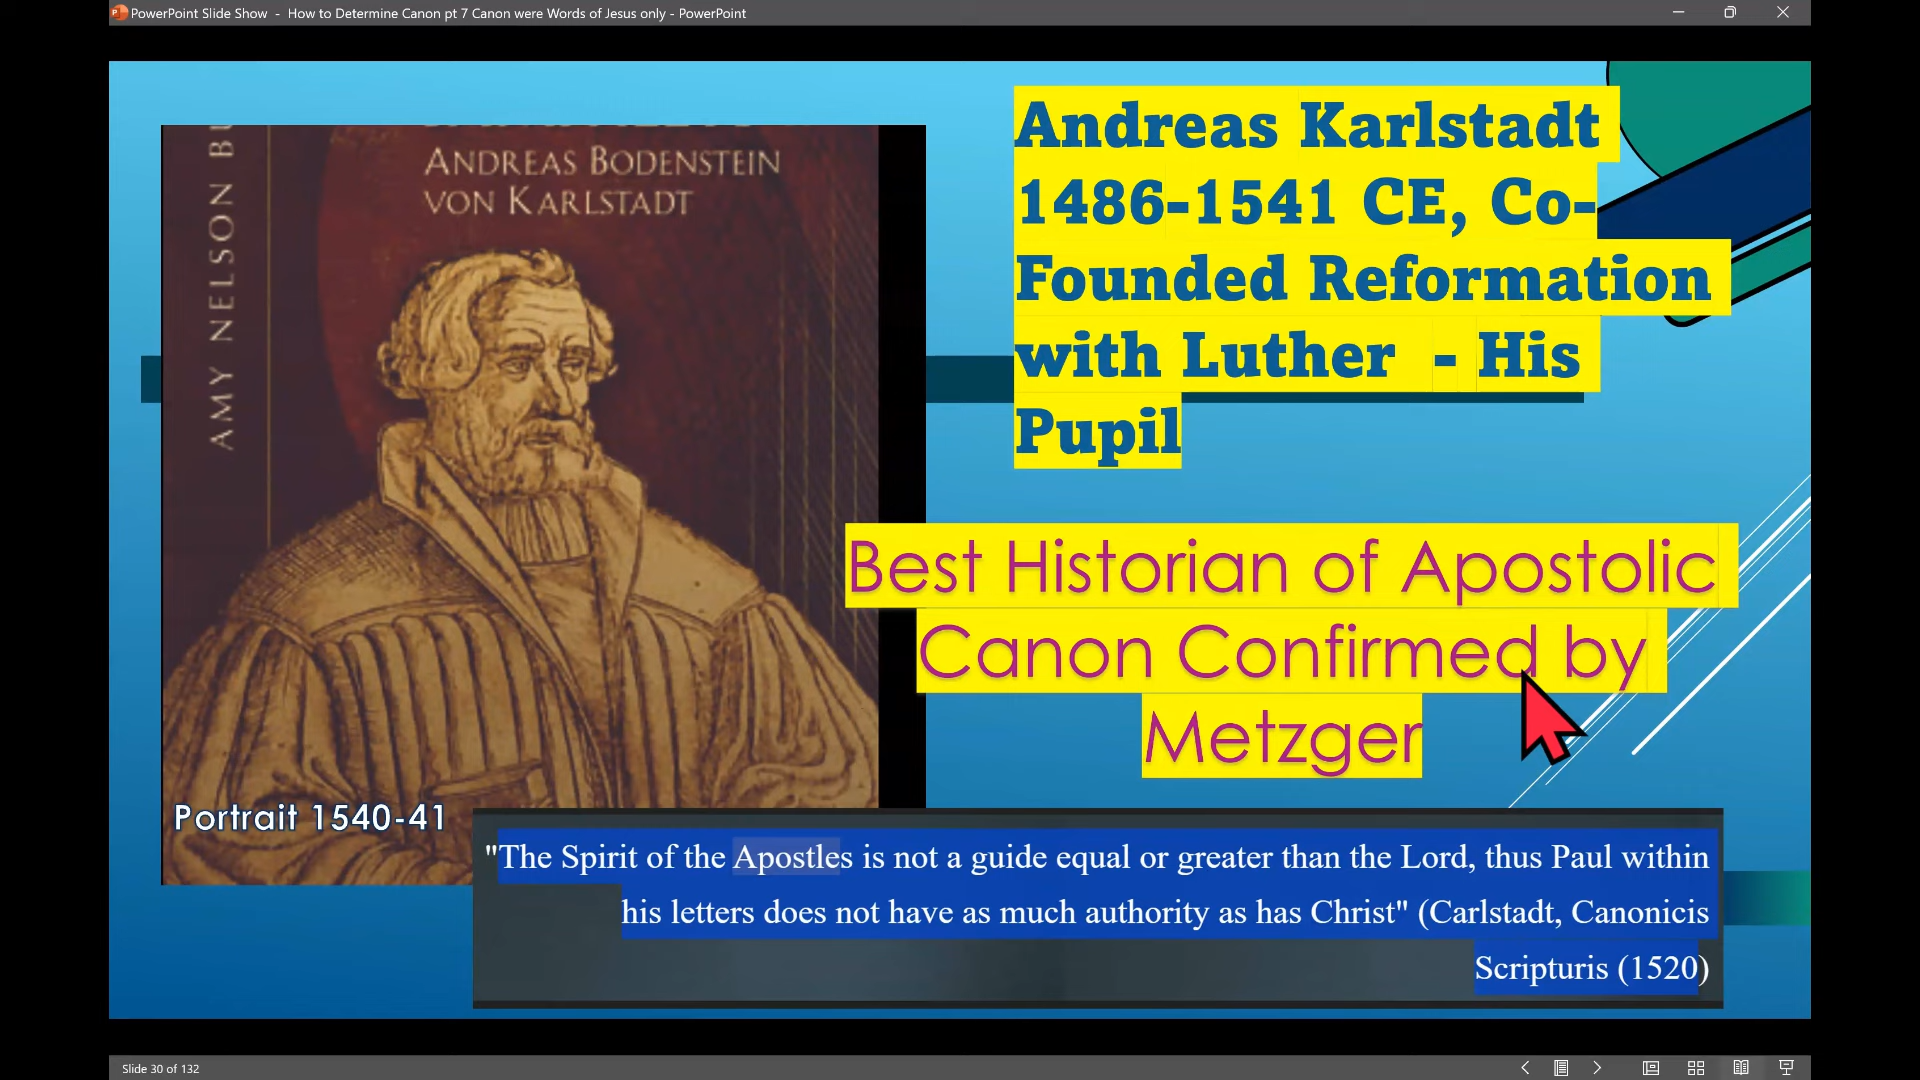 PowerPoint Slide Show - How to Determine Canon pt 7 Canon were Words of Jesus only - PowerPoint
AMY NELSON BU
ANDREAS BODENSTEIN
VON KARLSTADT
Andreas Karlstadt
1486-1541 CE, Co-
Founded Reformation
with Luther - His
Pupil
Best Historian of Apostolic
Canon Confirmed by
Metzger
Portrait 1540-41
"The Spirit of the Apostles is not a guide equal or greater than the Lord, thus Paul within
his letters does not have as much authority as has Christ" (Carlstadt, Canonicis
Scripturis (1520)
Slide 30 of 132